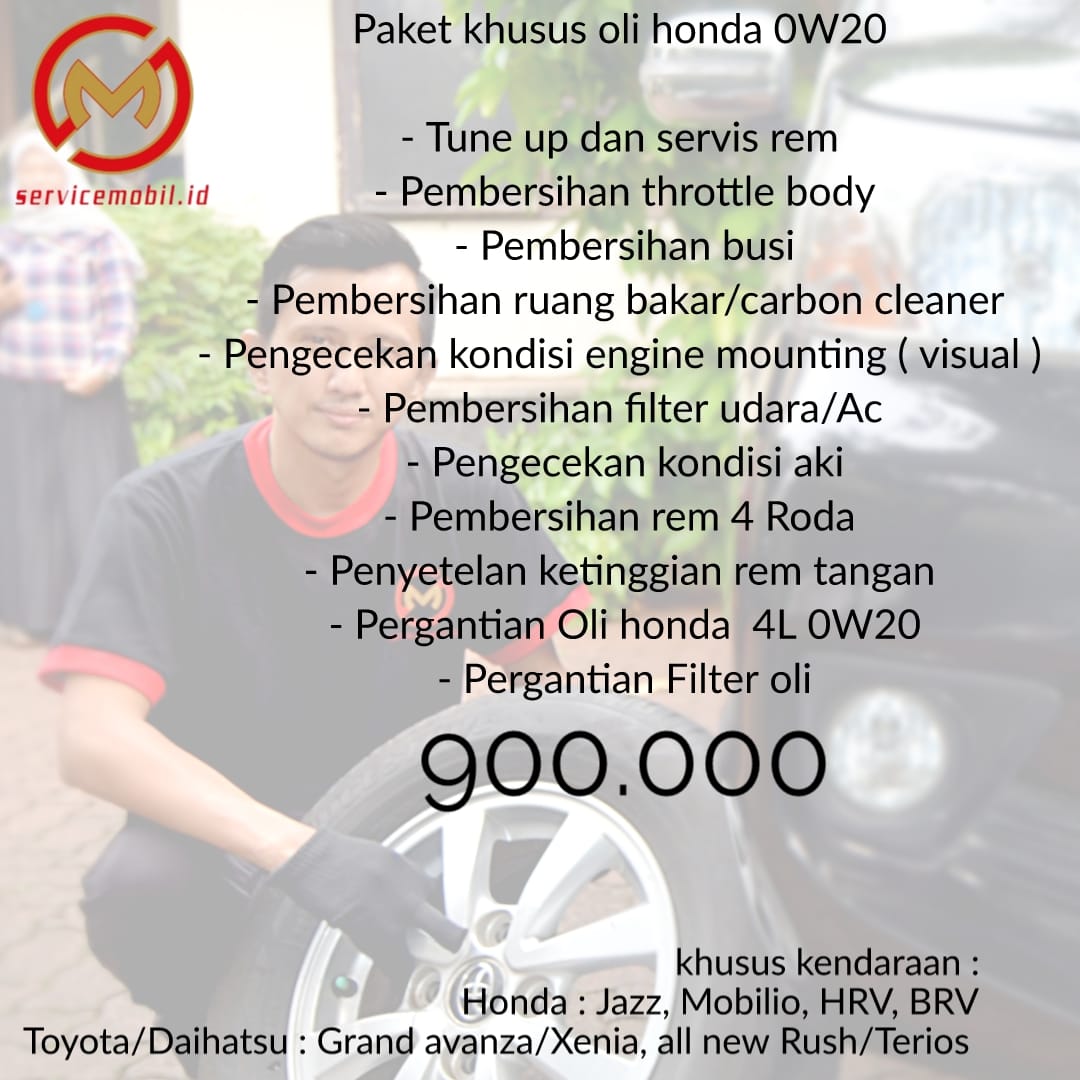 Paket khusus oli honda 0W20
M
servicemobil.id
- Tune up dan servis rem
- Pembersihan throttle body
- Pembersihan busi
- Pembersihan ruang bakar/carbon cleaner
- Pengecekan kondisi engine mounting ( visual )
- Pembersihan filter udara/Ac
- Pengecekan kondisi aki
- Pembersihan rem 4 Roda
- Penyetelan ketinggian rem tangan
M
- Pergantian Oli honda  4L 0W20
- Pergantian Filter oli
900.000
khusus kendaraan :
Honda : Jazz, Mobilio, HRV, BRV
Toyota/Daihatsu : Grand avanza/Xenia, all new Rush/Terios